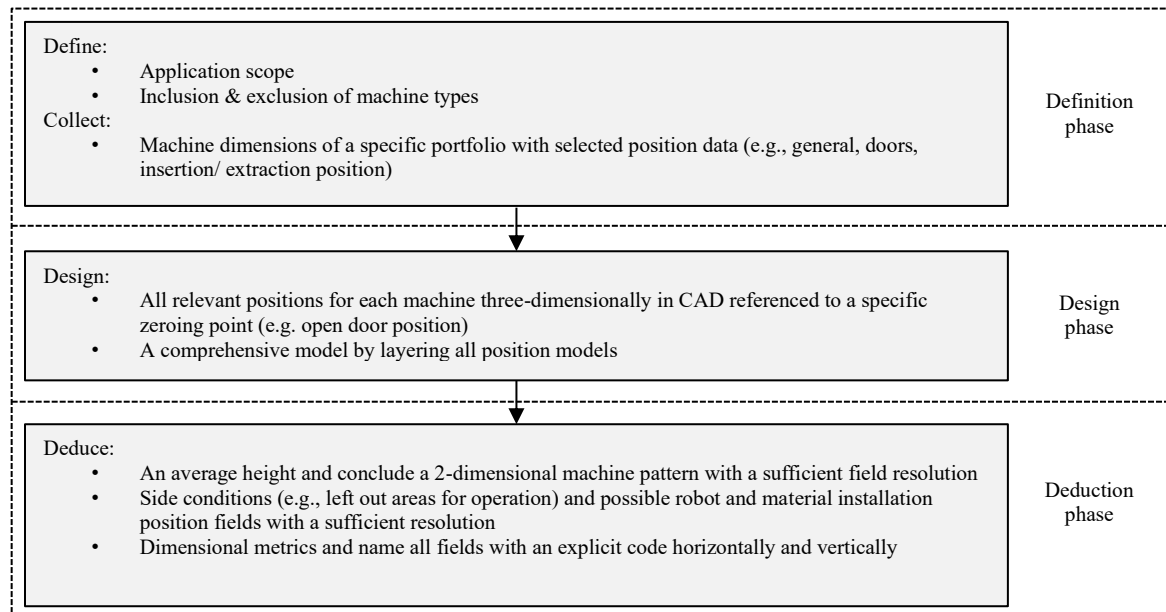 Define:
• Application scope
• Inclusion & exclusion of machine types
Collect:
• Machine dimensions of a specific portfolio with selected position data (e.g., general, doors,
insertion/ extraction position)
Definition
phase
Design:
• All relevant positions for each machine three-dimensionally in CAD referenced to a specific
zeroing point (e.g. open door position)
• A comprehensive model by layering all position models
Design
phase
Deduce:
• An average height and conclude a 2-dimensional machine pattern with a sufficient field resolution
• Side conditions (e.g., left out areas for operation) and possible robot and material installation
position fields with a sufficient resolution
• Dimensional metrics and name all fields with an explicit code horizontally and vertically
Deduction
phase